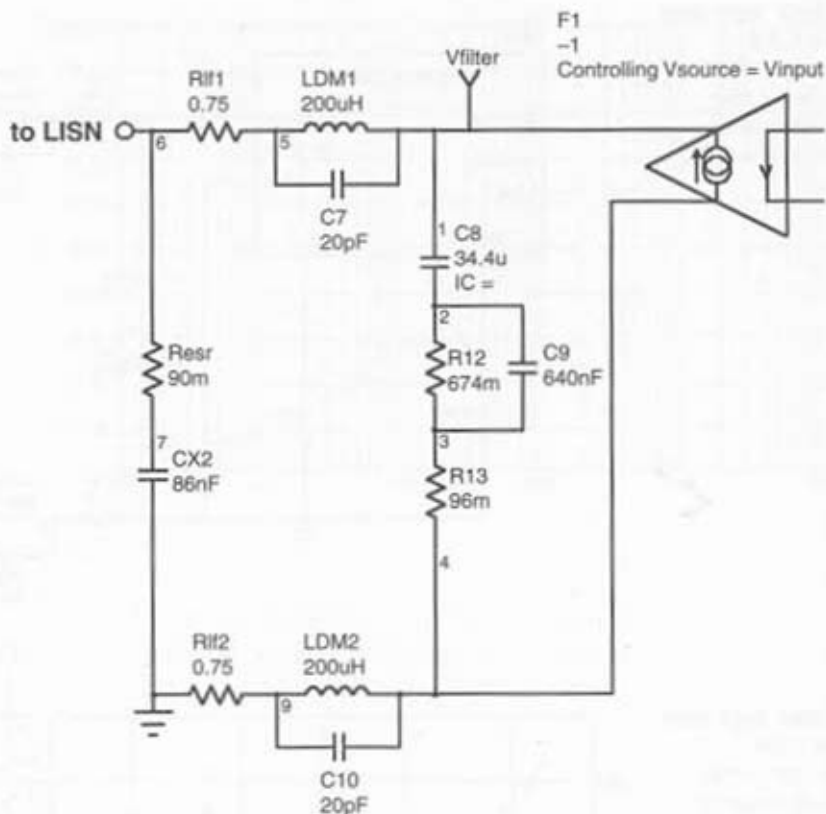 F1
–1
Controlling Vsource = Vinput
Vfilter
Rlf1
0.75
LDM1
200uH
to LISN
6
5
C7
20pF
1
C8
34.4u
IC =
2
R12
674m
C9
640nF
Resr
90m
3
7
CX2
86nF
R13
96m
4
Rlf2
0.75
LDM2
200uH
9
C10
20pF